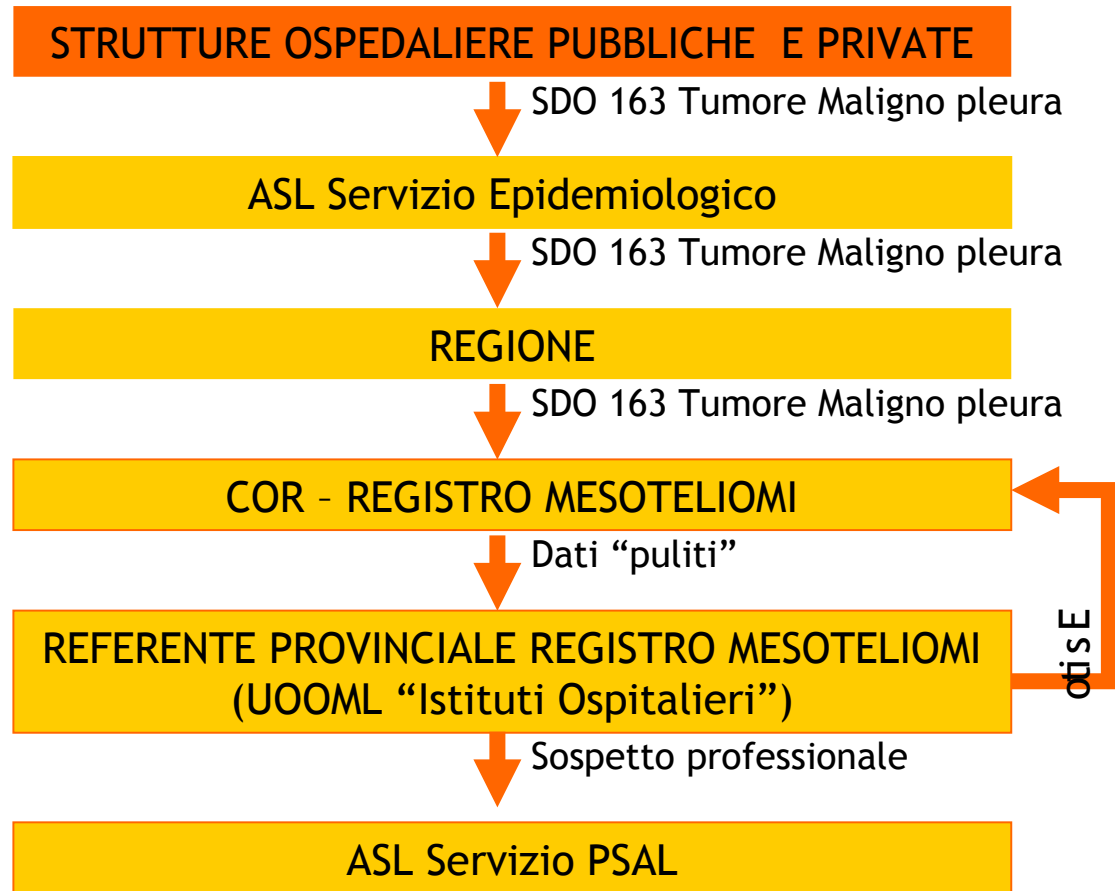 STRUTTURE OSPEDALIERE PUBBLICHE E PRIVATE
SDO 163 Tumore Maligno pleura
ASL Servizio Epidemiologico
SDO 163 Tumore Maligno pleura
REGIONE
SDO 163 Tumore Maligno pleura
COR – REGISTRO MESOTELIOMI
Dati “puliti”
REFERENTE PROVINCIALE REGISTRO MESOTELIOMI
(UOOML “Istituti Ospitalieri”)
Esito
Sospetto professionale
ASL Servizio PSAL